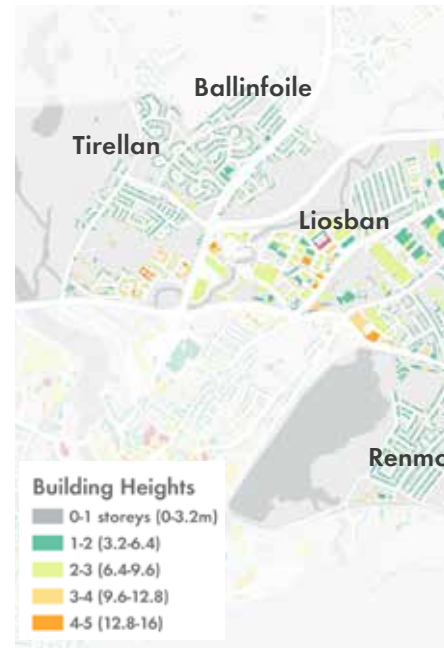 Ballinfoile
Tirellan
Liosban
Renmo
Building Heights
0-1 storeys (0-3.2m)
1-2 (3.2-6.4)
2-3 (6.4-9.6)
3-4 (9.6-12.8)
4-5 (12.8-16)